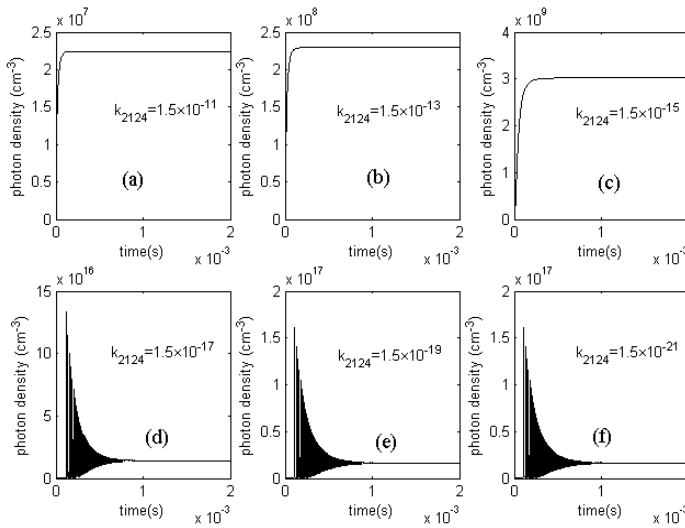 x 10^7
photon density (cm^-3)
2.5
2
1.5
1
0.5
0
k_2124=1.5×10^-11
(a)
0
1
2
time(s)
x 10^-3
x 10^8
photon density (cm^-3)
2.5
2
1.5
1
0.5
0
k_2124=1.5×10^-13
(b)
0
1
2
time(s)
x 10^-3
x 10^9
photon density (cm^-3)
4
3
2
1
0
k_2124=1.5×10^-15
(c)
0
1
time(s)
x 10^-3
x 10^16
photon density (cm^-3)
15
10
5
0
k_2124=1.5×10^-17
(d)
0
1
2
time(s)
x 10^-3
x 10^17
photon density (cm^-3)
2
1.5
1
0.5
0
k_2124=1.5×10^-19
(e)
0
1
2
time(s)
x 10^-3
x 10^17
photon density (cm^-3)
2
1.5
1
0.5
0
k_2124=1.5×10^-21
(f)
0
1
time(s)
x 10^-3